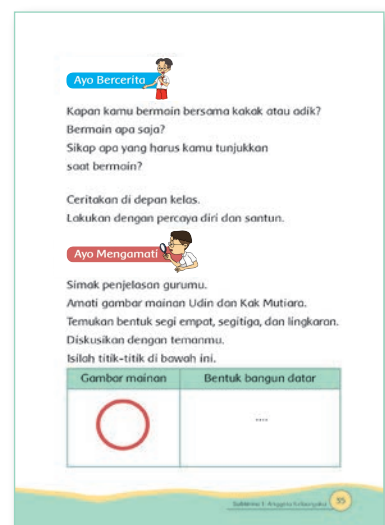 Ayo Bercerita
Kapan kamu bermain bersama kakak atau adik?
Bermain apa saja?
Sikap apa yang harus kamu tunjukkan
saat bermain?
Ceritakan di depan kelas.
Lakukan dengan percaya diri dan santun.
Ayo Mengamati
Simak penjelasan gurumu.
Amati gambar mainan Udin dan Kak Mutiara.
Temukan bentuk segi empat, segitiga, dan lingkaran.
Diskusikan dengan temanmu.
Isilah titik-titik di bawah ini.
Gambar mainan Bentuk bangun datar
....
Subtema 1: Anggota Keluargaku 35